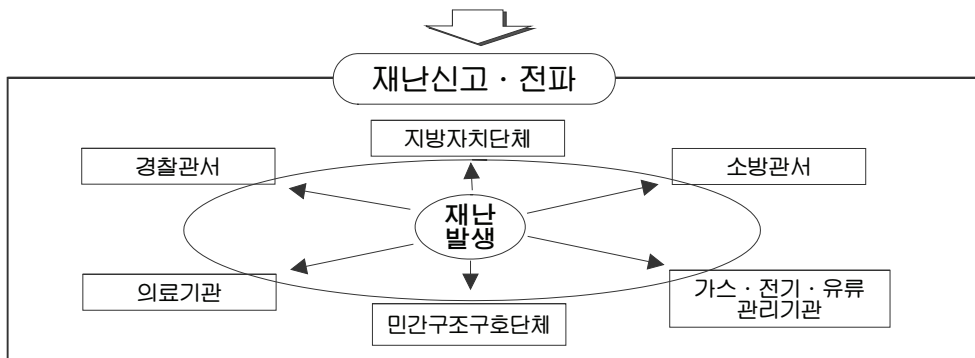 재난신고 · 전파
지방자치단체
경찰관서
소방관서
재난
발생
의료기관
가스 · 전기 · 유류
관리기관
민간구조구호단체